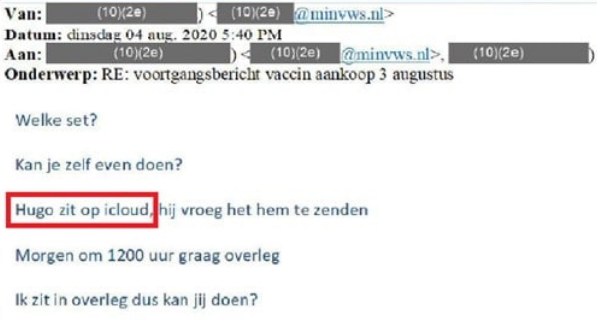 Van: (10)(2e) ) < (10)(2e) @minvws.nl>
Datum: dinsdag 04 aug. 2020 5:40 PM
Aan: (10)(2e) ) < (10)(2e) @minvws.nl>, (10)(2e) )
Onderwerp: RE: voortgangsbericht vaccin aankoop 3 augustus
Welke set?
Kan je zelf even doen?
Hugo zit op icloud, hij vroeg het hem te zenden
Morgen om 1200 uur graag overleg
Ik zit in overleg dus kan jij doen?